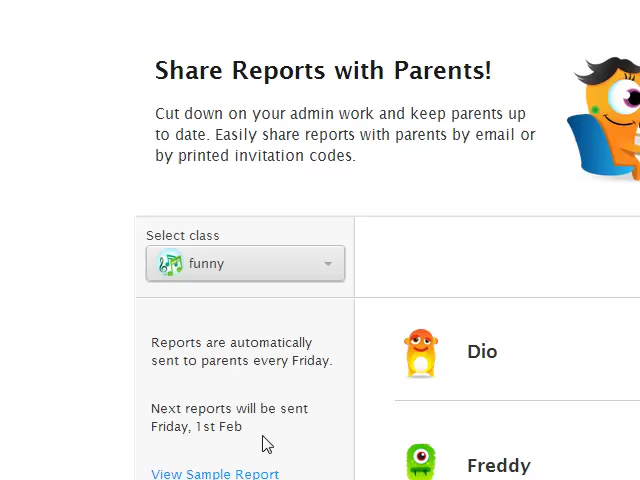 Share Reports with Parents!
Cut down on your admin work and keep parents up
to date. Easily share reports with parents by email or
by printed invitation codes.
Select class
funny
Reports are automatically
sent to parents every Friday.
Next reports will be sent
Friday, 1st Feb
View Sample Report
Dio
Freddy